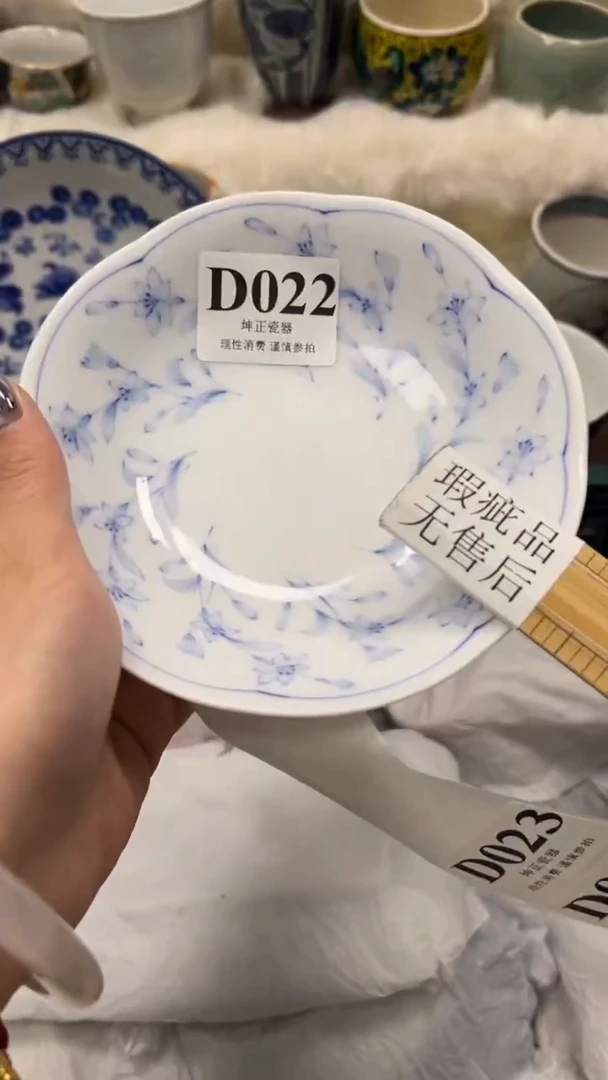 D022
坤正瓷器
理性消费 谨慎参拍
瑕疵品
无售后
D023
坤正瓷器
理性消费 谨慎参拍